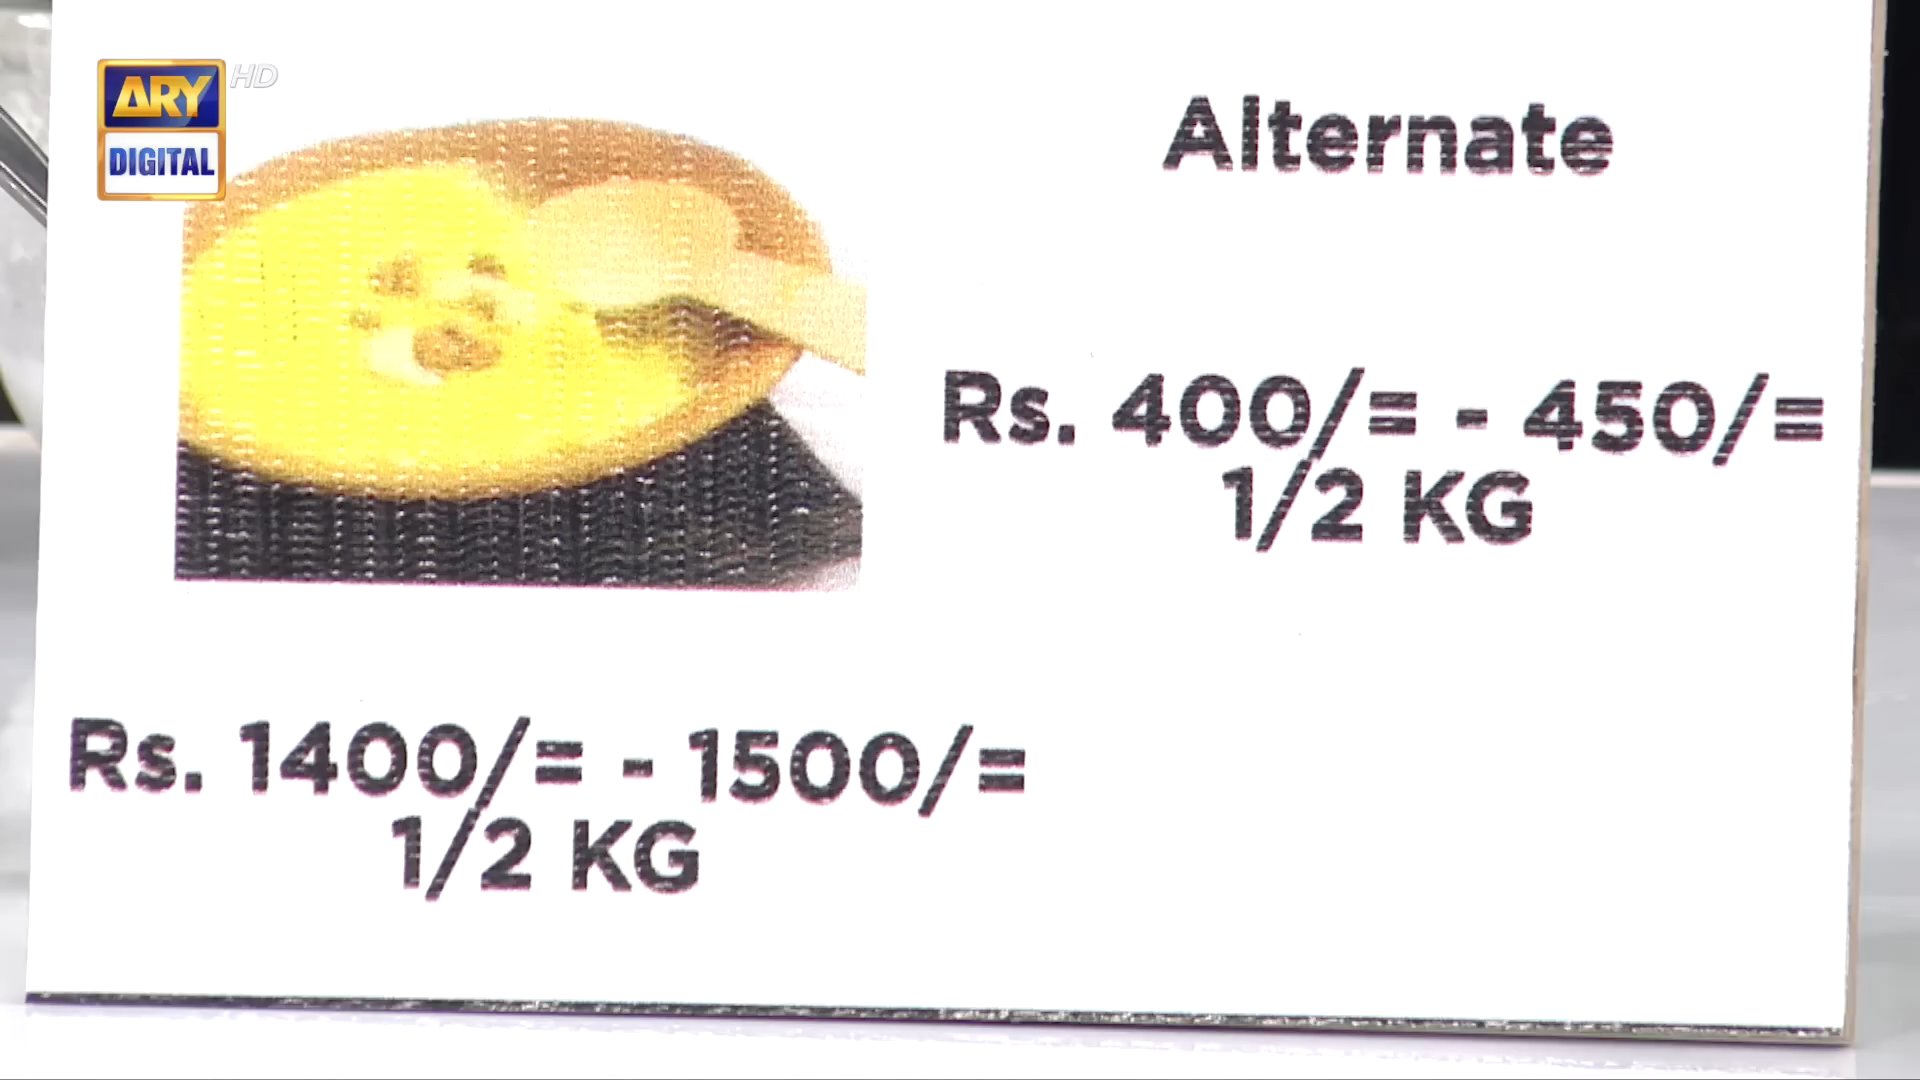 ARY HD
DIGITAL
Alternate
Rs. 400/= - 450/=
1/2 KG
Rs. 1400/= - 1500/=
1/2 KG